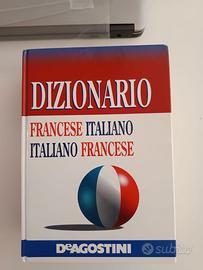 DIZIONARIO
FRANCESE ITALIANO
ITALIANO FRANCESE
DEAGOSTINI
subito